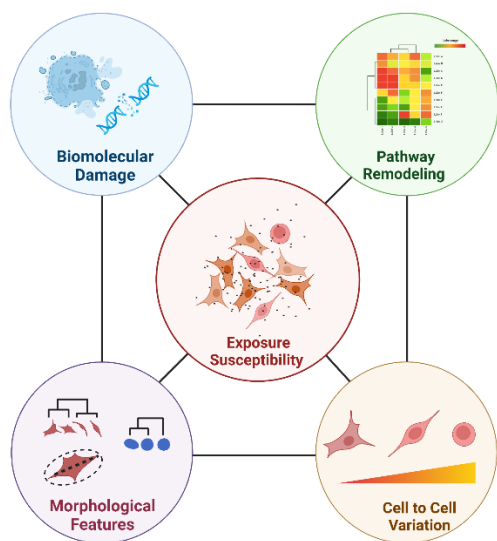 Biomolecular
Damage
Pathway
Remodeling
Exposure
Susceptibility
Morphological
Features
Cell to Cell
Variation